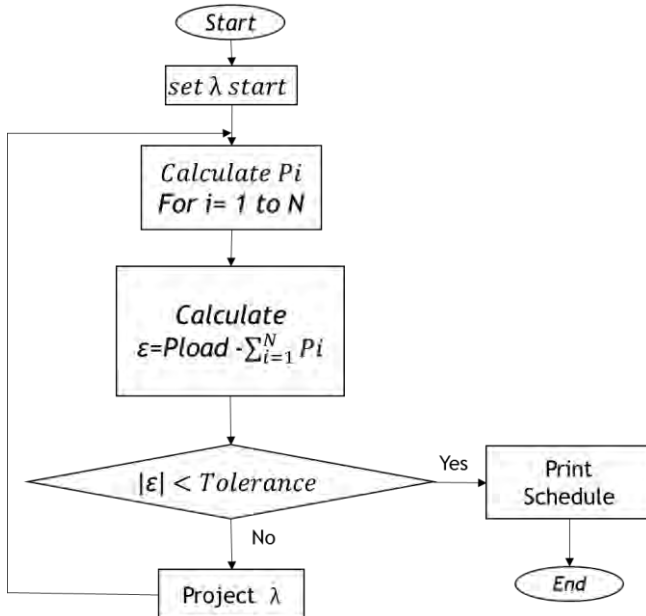 Start
set λ start
Calculate Pi
For i= 1 to N
Calculate
ε=Pload -∑_{i=1}^{N} Pi
|ε| < Tolerance
Yes
Print
Schedule
No
Project λ
End